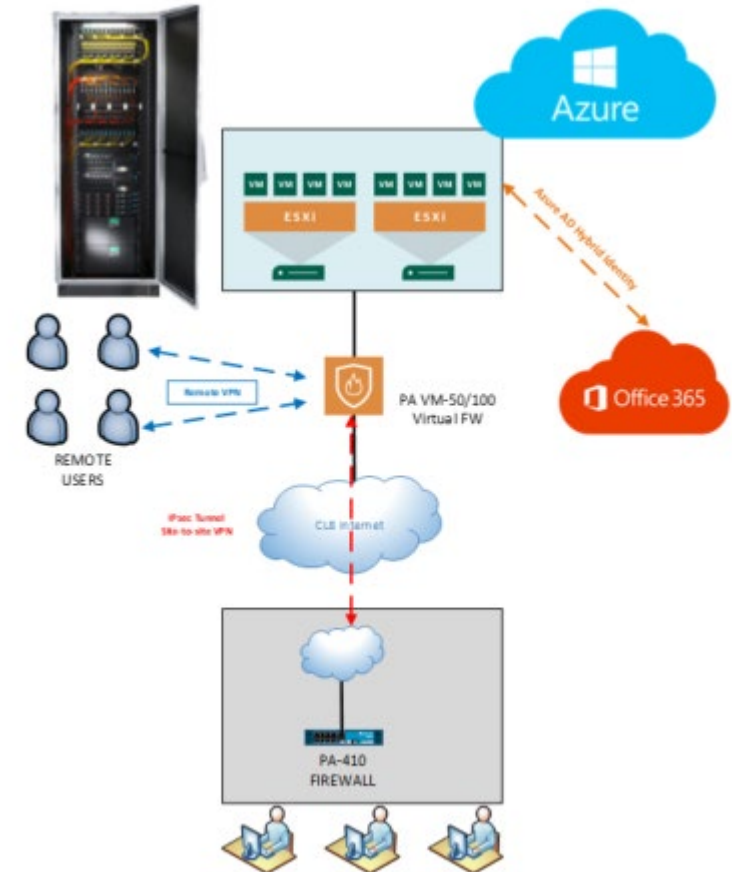 Azure
VM VM VM VM
VM VM VM VM
ESXi
ESXi
Azure AD Hybrid Identity
Office 365
Remote VPN
PA VM-50/100
Virtual FW
REMOTE
USERS
IPsec Tunnel
Site-to-site VPN
CLB internet
PA-410
FIREWALL